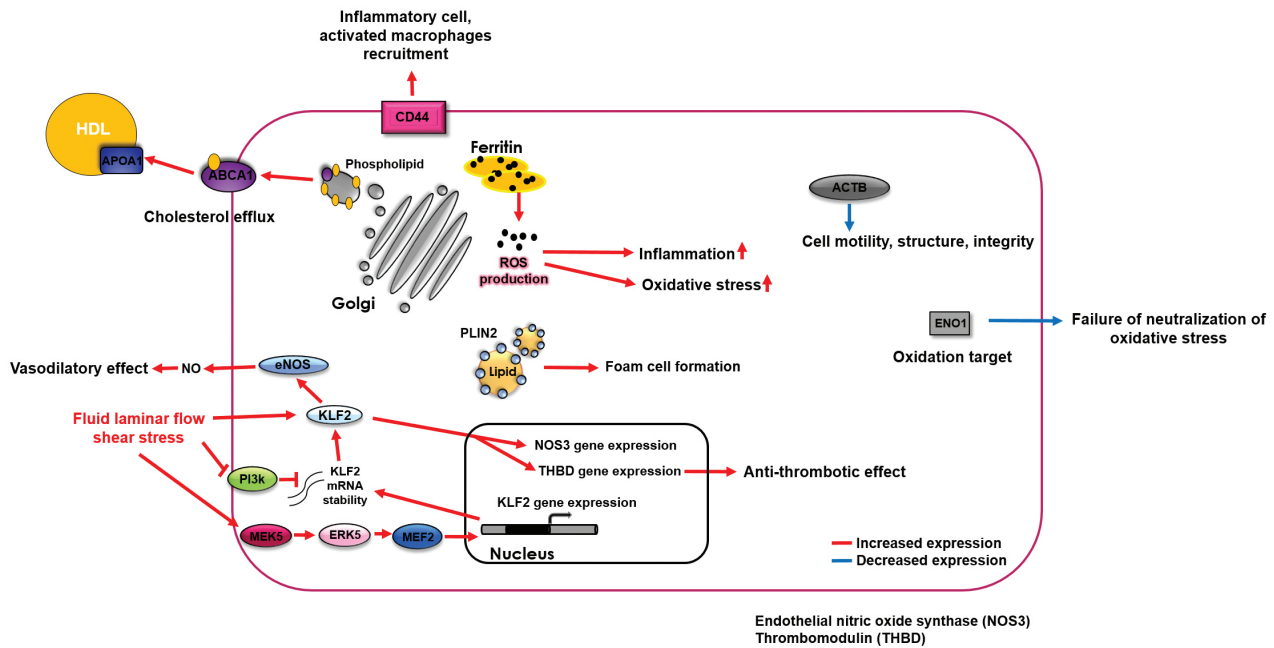 Inflammatory cell,
activated macrophages
recruitment
CD44
HDL
APOA1
ABCA1
Cholesterol efflux
Phospholipid
Golgi
Ferritin
ROS
production
Inflammation
Oxidative stress
ACTB
Cell motility, structure, integrity
ENO1
Oxidation target
Failure of neutralization of
oxidative stress
PLIN2
Lipid
Foam cell formation
Vasodilatory effect
NO
eNOS
Fluid laminar flow
shear stress
KLF2
PI3k
KLF2
mRNA
stability
MEK5
ERK5
MEF2
NOS3 gene expression
THBD gene expression
Anti-thrombotic effect
KLF2 gene expression
Nucleus
Increased expression
Decreased expression
Endothelial nitric oxide synthase (NOS3)
Thrombomodulin (THBD)